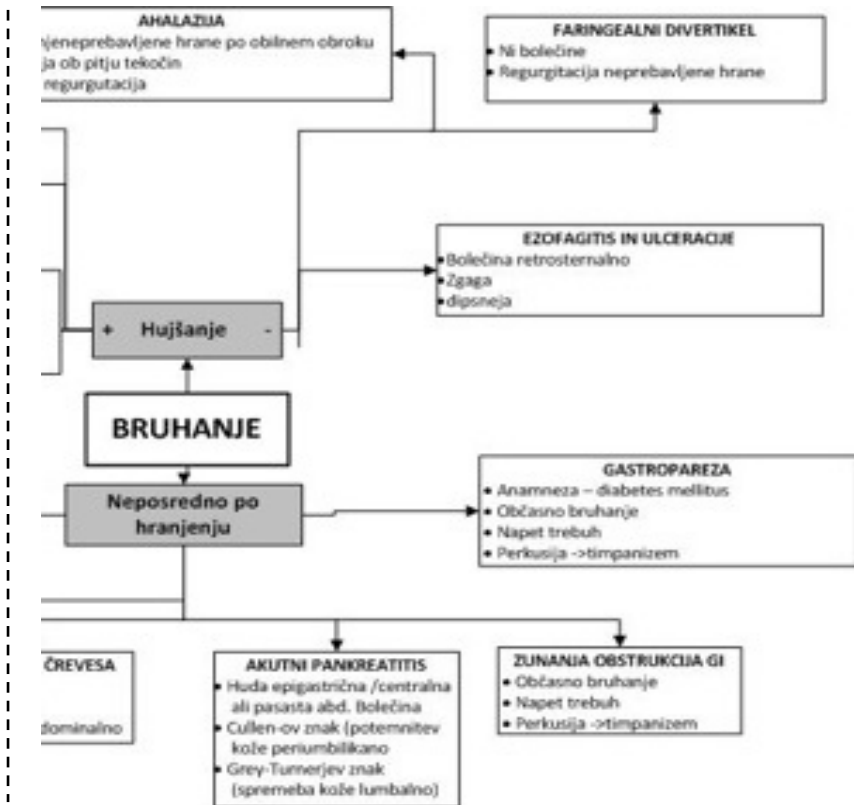 AHALAZIJA
njeneprebavljene hrane po obilnem obroku
ja ob pitju tekočin
regurgutacija
FARINGEALNI DIVERTIKEL
• Ni bolečine
• Regurgitacija neprebavljene hrane
EZOFAGITIS IN ULCERACIJE
• Bolečina retrosternalno
• Zgaga
• dipsneja
+ Hujšanje -
BRUHANJE
Neposredno po
hranjenju
GASTROPAREZA
• Anamneza – diabetes mellitus
• Občasno bruhanje
• Napet trebuh
• Perkusija ->timpanizem
ČREVESA
dominalno
AKUTNI PANKREATITIS
• Huda epigastrična /centralna
ali pasasta abd. Bolečina
• Cullen-ov znak (potemnitev
kože periumbilikano
• Grey-Turnerjev znak
(spremeba kože lumbalno)
ZUNANJA OBSTRUKCIJA GI
• Občasno bruhanje
• Napet trebuh
• Perkusija ->timpanizem